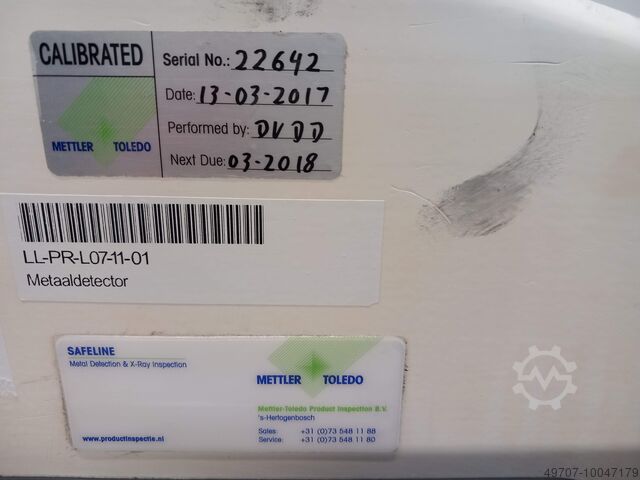 CALIBRATED
METTLER TOLEDO
Serial No.: 22642
Date: 13-03-2017
Performed by: DVDD
Next Due: 03-2018
LL-PR-L07-11-01
Metaaldetector
SAFELINE
Metal Detection & X-Ray Inspection
METTLER TOLEDO
Mettler-Toledo Product Inspection B.V.
's-Hertogenbosch
Sales: +31 (0)73 548 11 88
Service: +31 (0)73 548 11 80
www.productinspectie.nl
49707-10047179